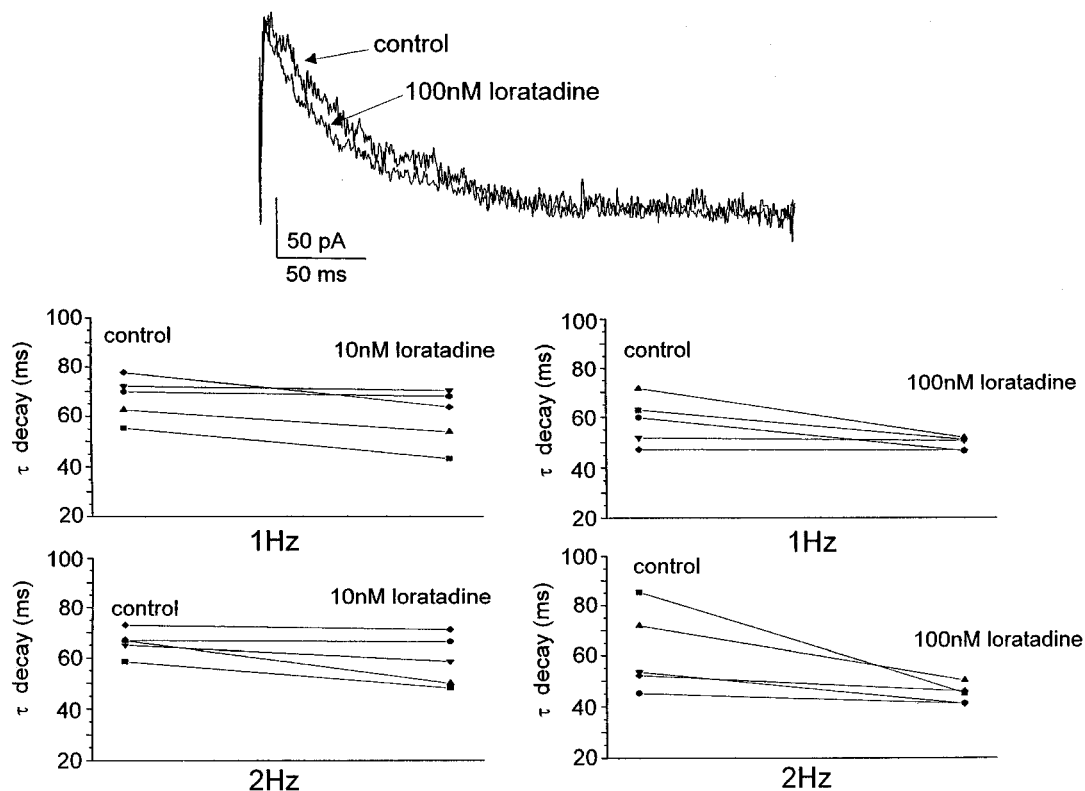 control
100nM loratadine
50 pA
50 ms
100
80
60
40
20
τ decay (ms)
control
10nM loratadine
1Hz
100
80
60
40
20
τ decay (ms)
control
100nM loratadine
1Hz
100
80
60
40
20
τ decay (ms)
control
10nM loratadine
2Hz
100
80
60
40
20
τ decay (ms)
control
100nM loratadine
2Hz